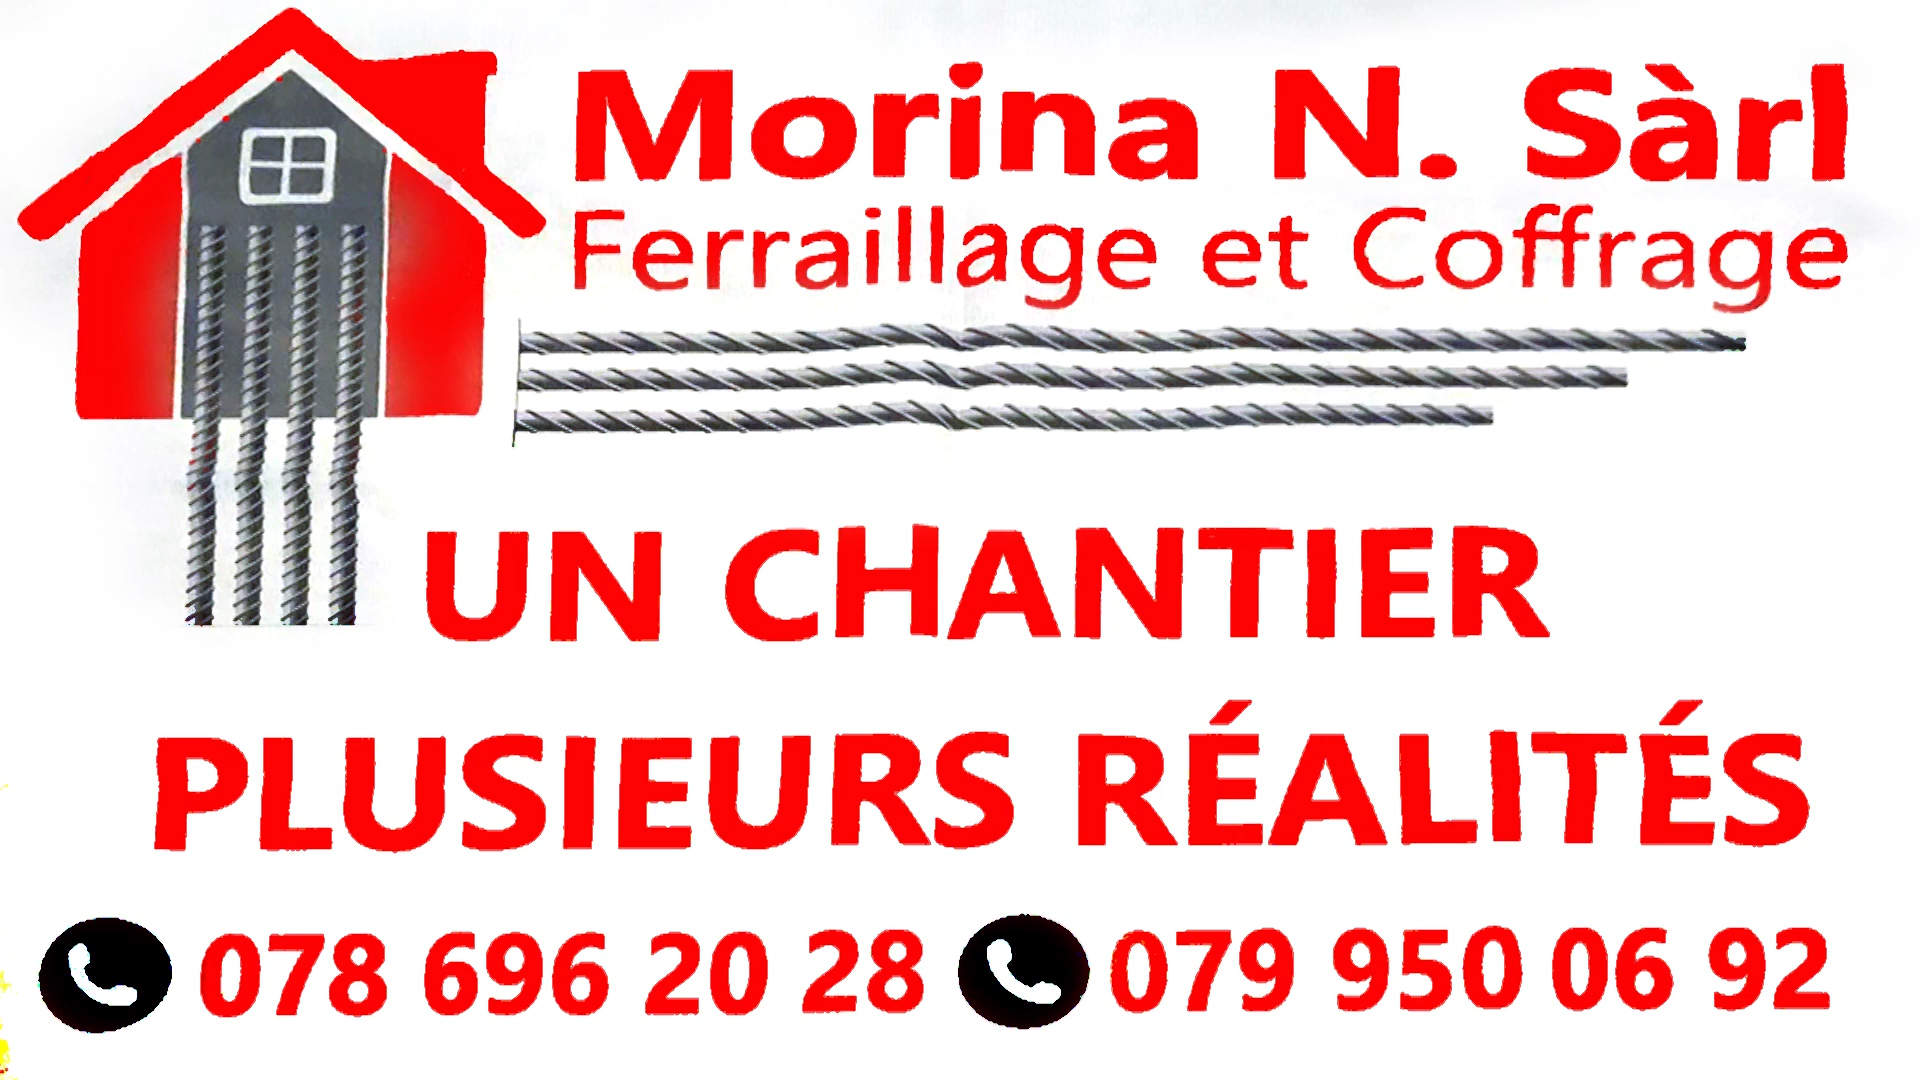 Morina N. Sàrl
Ferraillage et Coffrage
UN CHANTIER
PLUSIEURS RÉALITÉS
078 696 20 28 079 950 06 92